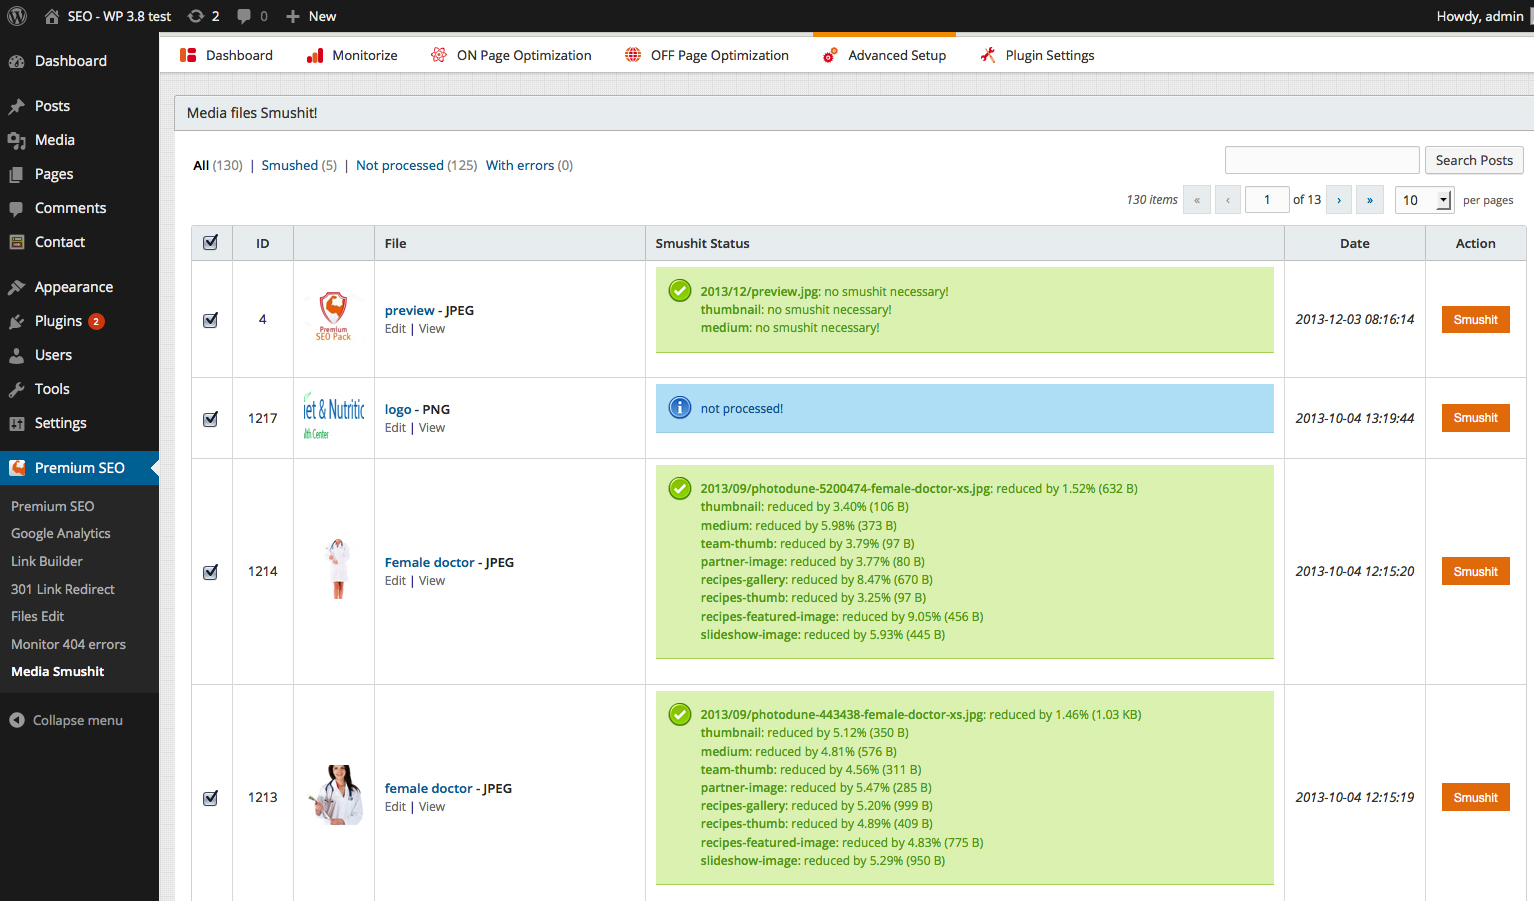 SEO - WP 3.8 test 2 0 New Howdy, admin
Dashboard Monitorize ON Page Optimization OFF Page Optimization Advanced Setup Plugin Settings
Dashboard
Posts
Media
Pages
Comments
Contact
Appearance
Plugins 2
Users
Tools
Settings
Premium SEO
Premium SEO
Google Analytics
Link Builder
301 Link Redirect
Files Edit
Monitor 404 errors
Media Smushit
Collapse menu
Media files Smushit!
All (130) | Smushed (5) | Not processed (125) With errors (0)
Search Posts
130 items « ‹ 1 of 13 › » 10 per pages
ID File Smushit Status Date Action
4
Premium
SEO Pack
preview - JPEG
Edit | View
2013/12/preview.jpg: no smushit necessary!
thumbnail: no smushit necessary!
medium: no smushit necessary!
2013-12-03 08:16:14
Smushit
1217
iet & Nutritic
lth Center
logo - PNG
Edit | View
not processed!
2013-10-04 13:19:44
Smushit
1214
Female doctor - JPEG
Edit | View
2013/09/photodune-5200474-female-doctor-xs.jpg: reduced by 1.52% (632 B)
thumbnail: reduced by 3.40% (106 B)
medium: reduced by 5.98% (373 B)
team-thumb: reduced by 3.79% (97 B)
partner-image: reduced by 3.77% (80 B)
recipes-gallery: reduced by 8.47% (670 B)
recipes-thumb: reduced by 3.25% (97 B)
recipes-featured-image: reduced by 9.05% (456 B)
slideshow-image: reduced by 5.93% (445 B)
2013-10-04 12:15:20
Smushit
1213
female doctor - JPEG
Edit | View
2013/09/photodune-443438-female-doctor-xs.jpg: reduced by 1.46% (1.03 KB)
thumbnail: reduced by 5.12% (350 B)
medium: reduced by 4.81% (576 B)
team-thumb: reduced by 4.56% (311 B)
partner-image: reduced by 5.47% (285 B)
recipes-gallery: reduced by 5.20% (999 B)
recipes-thumb: reduced by 4.89% (409 B)
recipes-featured-image: reduced by 4.83% (775 B)
slideshow-image: reduced by 5.29% (950 B)
2013-10-04 12:15:19
Smushit